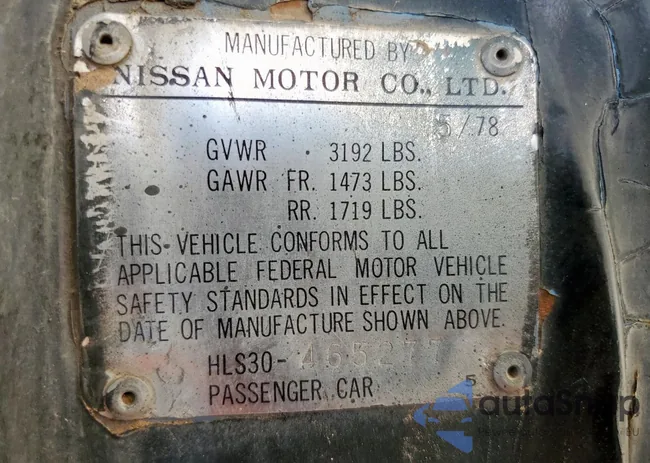 MANUFACTURED BY
NISSAN MOTOR CO., LTD.
5/78
GVWR 3192 LBS.
GAWR FR. 1473 LBS.
RR. 1719 LBS.
THIS VEHICLE CONFORMS TO ALL
APPLICABLE FEDERAL MOTOR VEHICLE
SAFETY STANDARDS IN EFFECT ON THE
DATE OF MANUFACTURE SHOWN ABOVE.
HLS30-465277
PASSENGER CAR
5